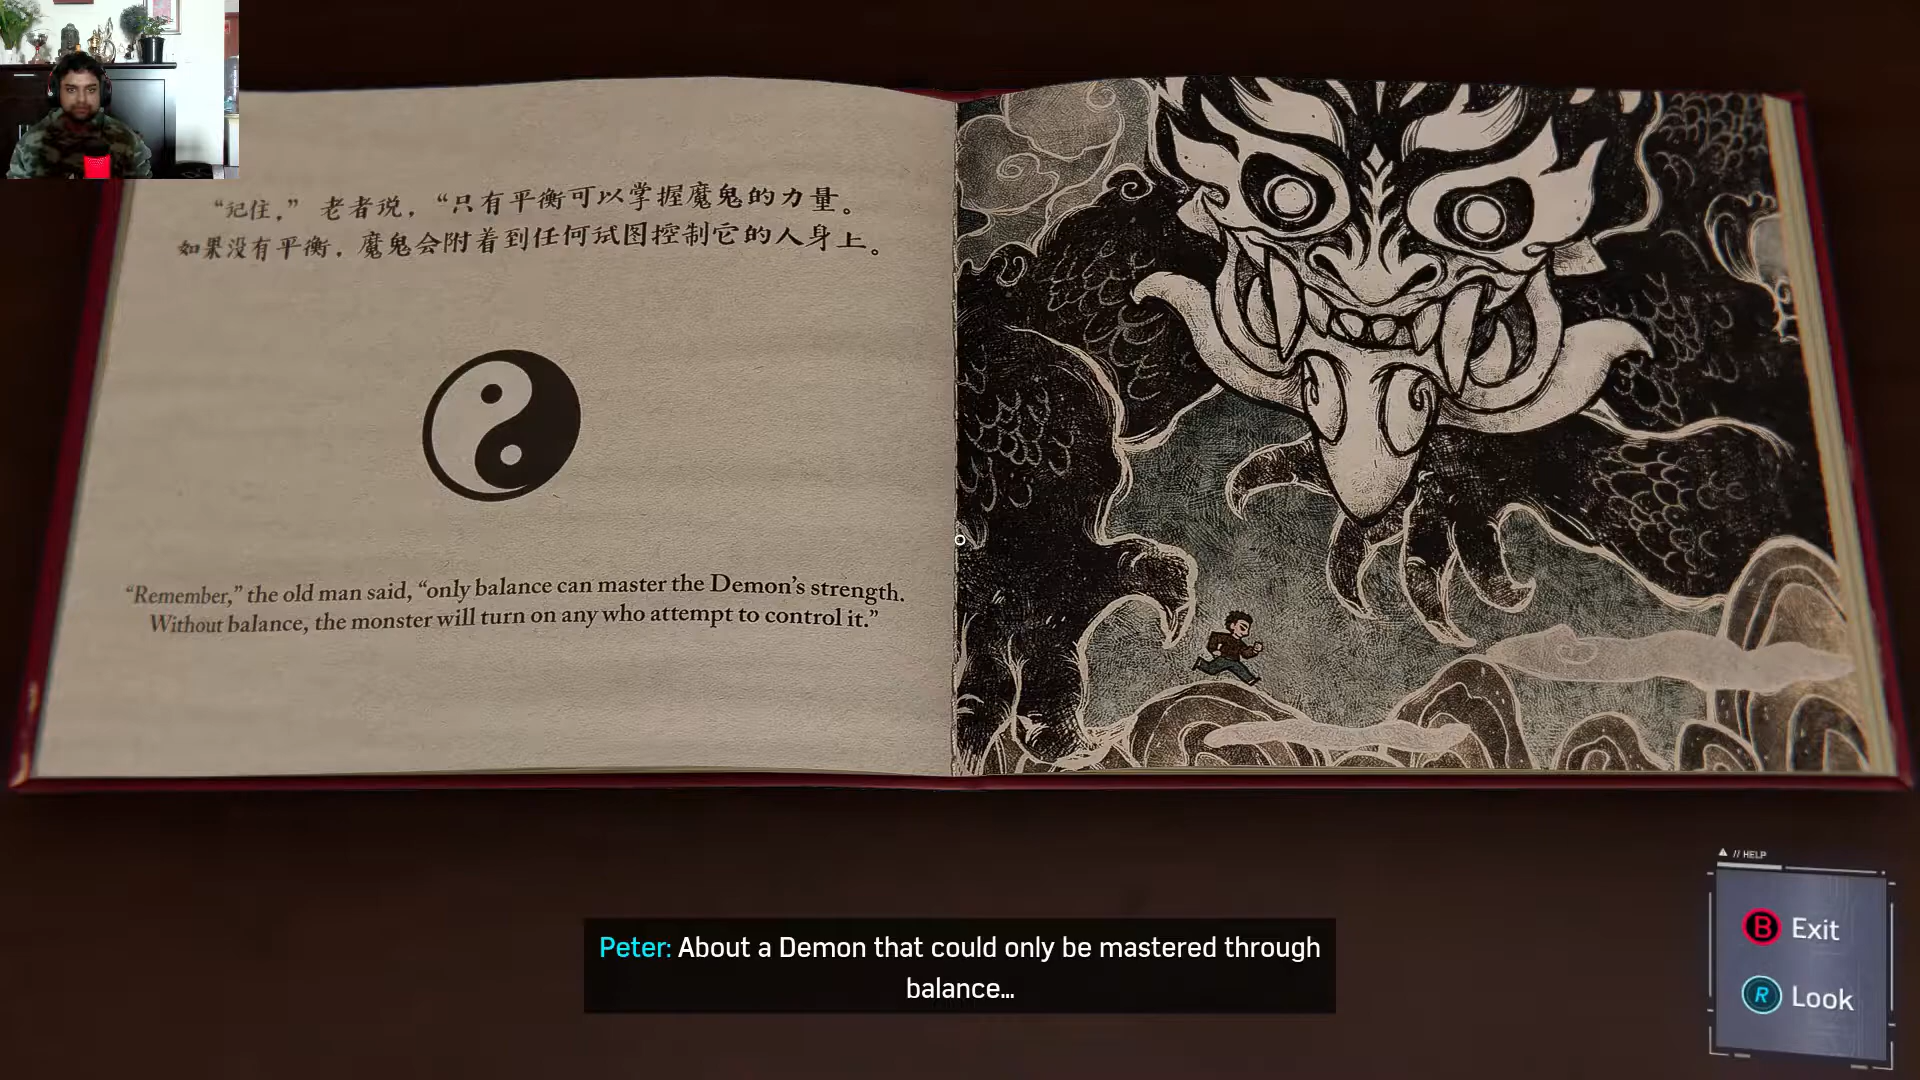 “记住，” 老者说，“只有平衡可以掌握魔鬼的力量。
如果没有平衡，魔鬼会附着到任何试图控制它的人身上。
“Remember,” the old man said, “only balance can master the Demon’s strength.
Without balance, the monster will turn on any who attempt to control it.”
Peter: About a Demon that could only be mastered through
balance...
// HELP
B Exit
R Look